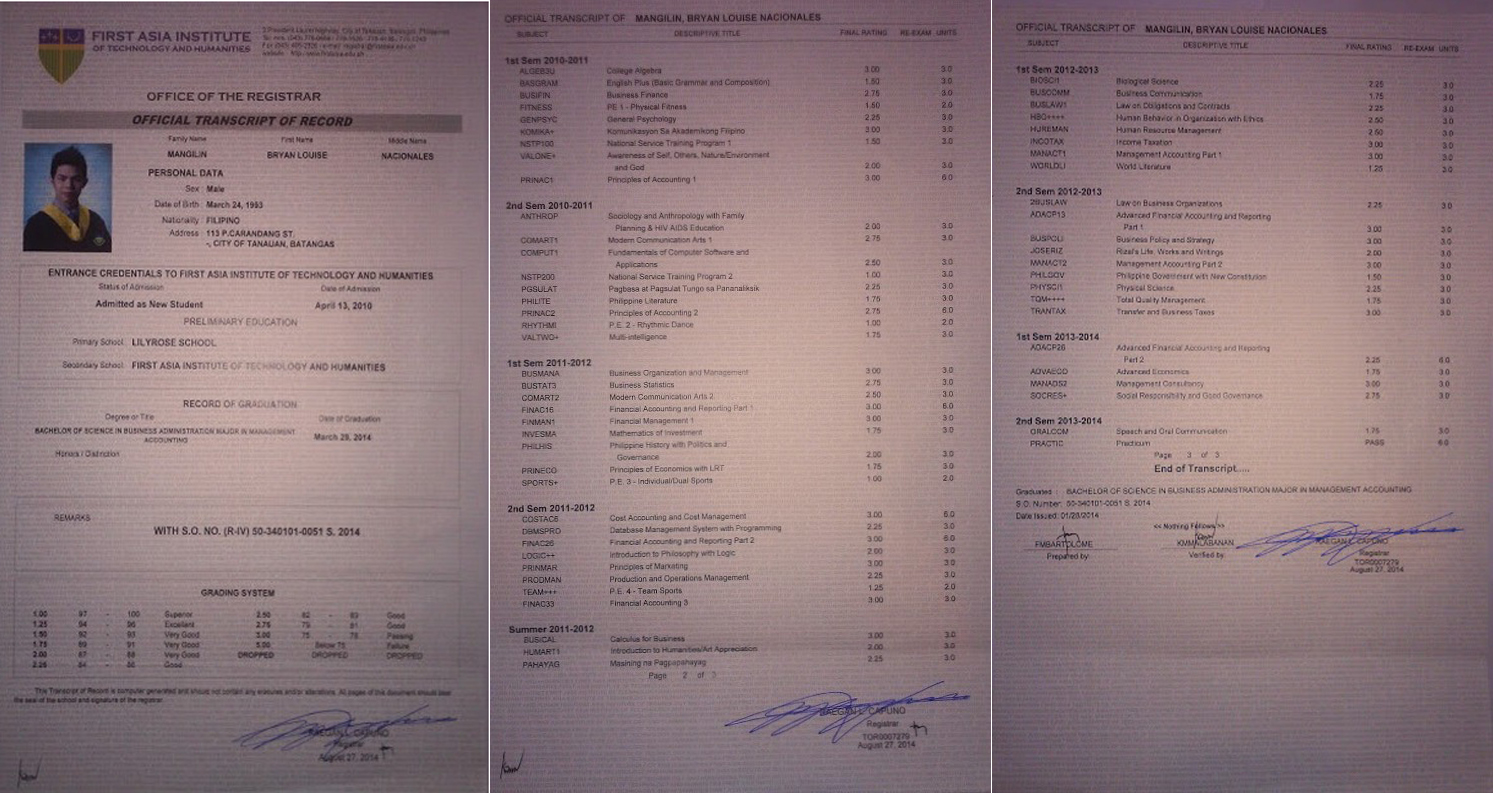 FIRST ASIA INSTITUTE
OF TECHNOLOGY AND HUMANITIES
OFFICE OF THE REGISTRAR
OFFICIAL TRANSCRIPT OF RECORD
Family Name First Name Middle Name
MANGILIN BRYAN LOUISE NACIONALES
PERSONAL DATA
Sex : Male
Date of Birth : March 24, 1993
Nationality : FILIPINO
Address : 113 P.CARANDANG ST.
-, CITY OF TANAUAN, BATANGAS
ENTRANCE CREDENTIALS TO FIRST ASIA INSTITUTE OF TECHNOLOGY AND HUMANITIES
Status of Admission Date of Admission
Admitted as New Student April 13, 2010
PRELIMINARY EDUCATION
Primary School : LILYROSE SCHOOL
Secondary School : FIRST ASIA INSTITUTE OF TECHNOLOGY AND HUMANITIES
RECORD OF GRADUATION
Degree or Title Date of Graduation
BACHELOR OF SCIENCE IN BUSINESS ADMINISTRATION MAJOR IN MANAGEMENT
ACCOUNTING
March 29, 2014
Honors / Distinction
REMARKS
WITH S.O. NO. (R-IV) 50-340101-0051 S. 2014
GRADING SYSTEM
1.00 97 - 100 Superior 2.50 82 - 83 Good
1.25 94 - 96 Excellent 2.75 79 - 81 Good
1.50 92 - 93 Very Good 3.00 75 - 78 Passing
1.75 89 - 91 Very Good 5.00 Below 75 Failure
2.00 87 - 88 Very Good DROPPED DROPPED DROPPED
2.25 84 - 86 Good
This Transcript of Record is computer generated and should not contain any erasures and/or alterations. All pages of this document should bear
the seal of the school and signature of the registrar.
Registrar
August 27, 2014
OFFICIAL TRANSCRIPT OF MANGILIN, BRYAN LOUISE NACIONALES
SUBJECT DESCRIPTIVE TITLE FINAL RATING RE-EXAM UNITS
1st Sem 2010-2011
ALGEB3U College Algebra 3.00 3.0
BASGRAM English Plus (Basic Grammar and Composition) 1.50 3.0
BUSIFIN Business Finance 2.75 3.0
FITNESS PE 1 - Physical Fitness 1.50 2.0
GENPSYC General Psychology 2.25 3.0
KOMIKA+ Komunikasyon Sa Akademikong Filipino 3.00 3.0
NSTP100 National Service Training Program 1 1.50 3.0
VALONE+ Awareness of Self, Others, Nature/Environment
and God 2.00 3.0
PRINAC1 Principles of Accounting 1 3.00 6.0
2nd Sem 2010-2011
ANTHROP Sociology and Anthropology with Family
Planning & HIV AIDS Education 2.00 3.0
COMART1 Modern Communication Arts 1 2.75 3.0
COMPUT1 Fundamentals of Computer Software and
Applications 2.50 3.0
NSTP200 National Service Training Program 2 1.00 3.0
PGSULAT Pagbasa at Pagsulat Tungo sa Pananaliksik 2.25 3.0
PHILITE Philippine Literature 1.75 3.0
PRINAC2 Principles of Accounting 2 2.75 6.0
RHYTHMI P.E. 2 - Rhythmic Dance 1.00 2.0
VALTWO+ Multi-intelligence 1.75 3.0
1st Sem 2011-2012
BUSMANA Business Organization and Management 3.00 3.0
BUSTAT3 Business Statistics 2.75 3.0
COMART2 Modern Communication Arts 2 2.50 3.0
FINAC16 Financial Accounting and Reporting Part 1 3.00 6.0
FINMAN1 Financial Management 1 3.00 3.0
INVESMA Mathematics of Investment 1.75 3.0
PHILHIS Philippine History with Politics and
Governance 2.00 3.0
PRINECO Principles of Economics with LRT 1.75 3.0
SPORTS+ P.E. 3 - Individual/Dual Sports 1.00 2.0
2nd Sem 2011-2012
COSTAC6 Cost Accounting and Cost Management 3.00 6.0
DBMSPRO Database Management System with Programming 2.25 3.0
FINAC26 Financial Accounting and Reporting Part 2 3.00 6.0
LOGIC++ Introduction to Philosophy with Logic 2.00 3.0
PRINMAR Principles of Marketing 3.00 3.0
PRODMAN Production and Operations Management 2.25 3.0
TEAM+++ P.E. 4 - Team Sports 1.25 2.0
FINAC33 Financial Accounting 3 3.00 3.0
Summer 2011-2012
BUSICAL Calculus for Business 3.00 3.0
HUMART1 Introduction to Humanities/Art Appreciation 2.00 3.0
PAHAYAG Masining na Pagpapahayag 2.25 3.0
Page 2 of 3
Registrar
TOR0007279
August 27, 2014
OFFICIAL TRANSCRIPT OF MANGILIN, BRYAN LOUISE NACIONALES
SUBJECT DESCRIPTIVE TITLE FINAL RATING RE-EXAM UNITS
1st Sem 2012-2013
BIOSCI1 Biological Science 2.25 3.0
BUSCOMM Business Communication 1.75 3.0
BUSLAW1 Law on Obligations and Contracts 2.25 3.0
HBO++++ Human Behavior in Organization with Ethics 2.50 3.0
HUREMAN Human Resource Management 2.50 3.0
INCOTAX Income Taxation 3.00 3.0
MANACT1 Management Accounting Part 1 3.00 3.0
WORLDLI World Literature 1.25 3.0
2nd Sem 2012-2013
2BUSLAW Law on Business Organizations 2.25 3.0
ADACP13 Advanced Financial Accounting and Reporting
Part 1 3.00 3.0
BUSPOLI Business Policy and Strategy 3.00 3.0
JOSERIZ Rizal's Life, Works and Writings 2.00 3.0
MANACT2 Management Accounting Part 2 3.00 3.0
PHILGOV Philippine Government with New Constitution 1.50 3.0
PHYSCI1 Physical Science 2.25 3.0
TQM++++ Total Quality Management 1.75 3.0
TRANTAX Transfer and Business Taxes 3.00 3.0
1st Sem 2013-2014
ADACP26 Advanced Financial Accounting and Reporting
Part 2 2.25 6.0
ADVAECO Advanced Economics 1.75 3.0
MANADS2 Management Consultancy 3.00 3.0
SOCRES+ Social Responsibility and Good Governance 2.75 3.0
2nd Sem 2013-2014
ORALCOM Speech and Oral Communication 1.75 3.0
PRACTIC Practicum PASS 6.0
Page 3 of 3
End of Transcript.....
Graduated : BACHELOR OF SCIENCE IN BUSINESS ADMINISTRATION MAJOR IN MANAGEMENT ACCOUNTING
S.O. Number: 50-340101-0051 S. 2014
Date Issued: 01/28/2014
<< Nothing Follows >>
FMBARTOLOME KMMALABANAN
Prepared by: Verified by:
Registrar
TOR0007279
August 27, 2014